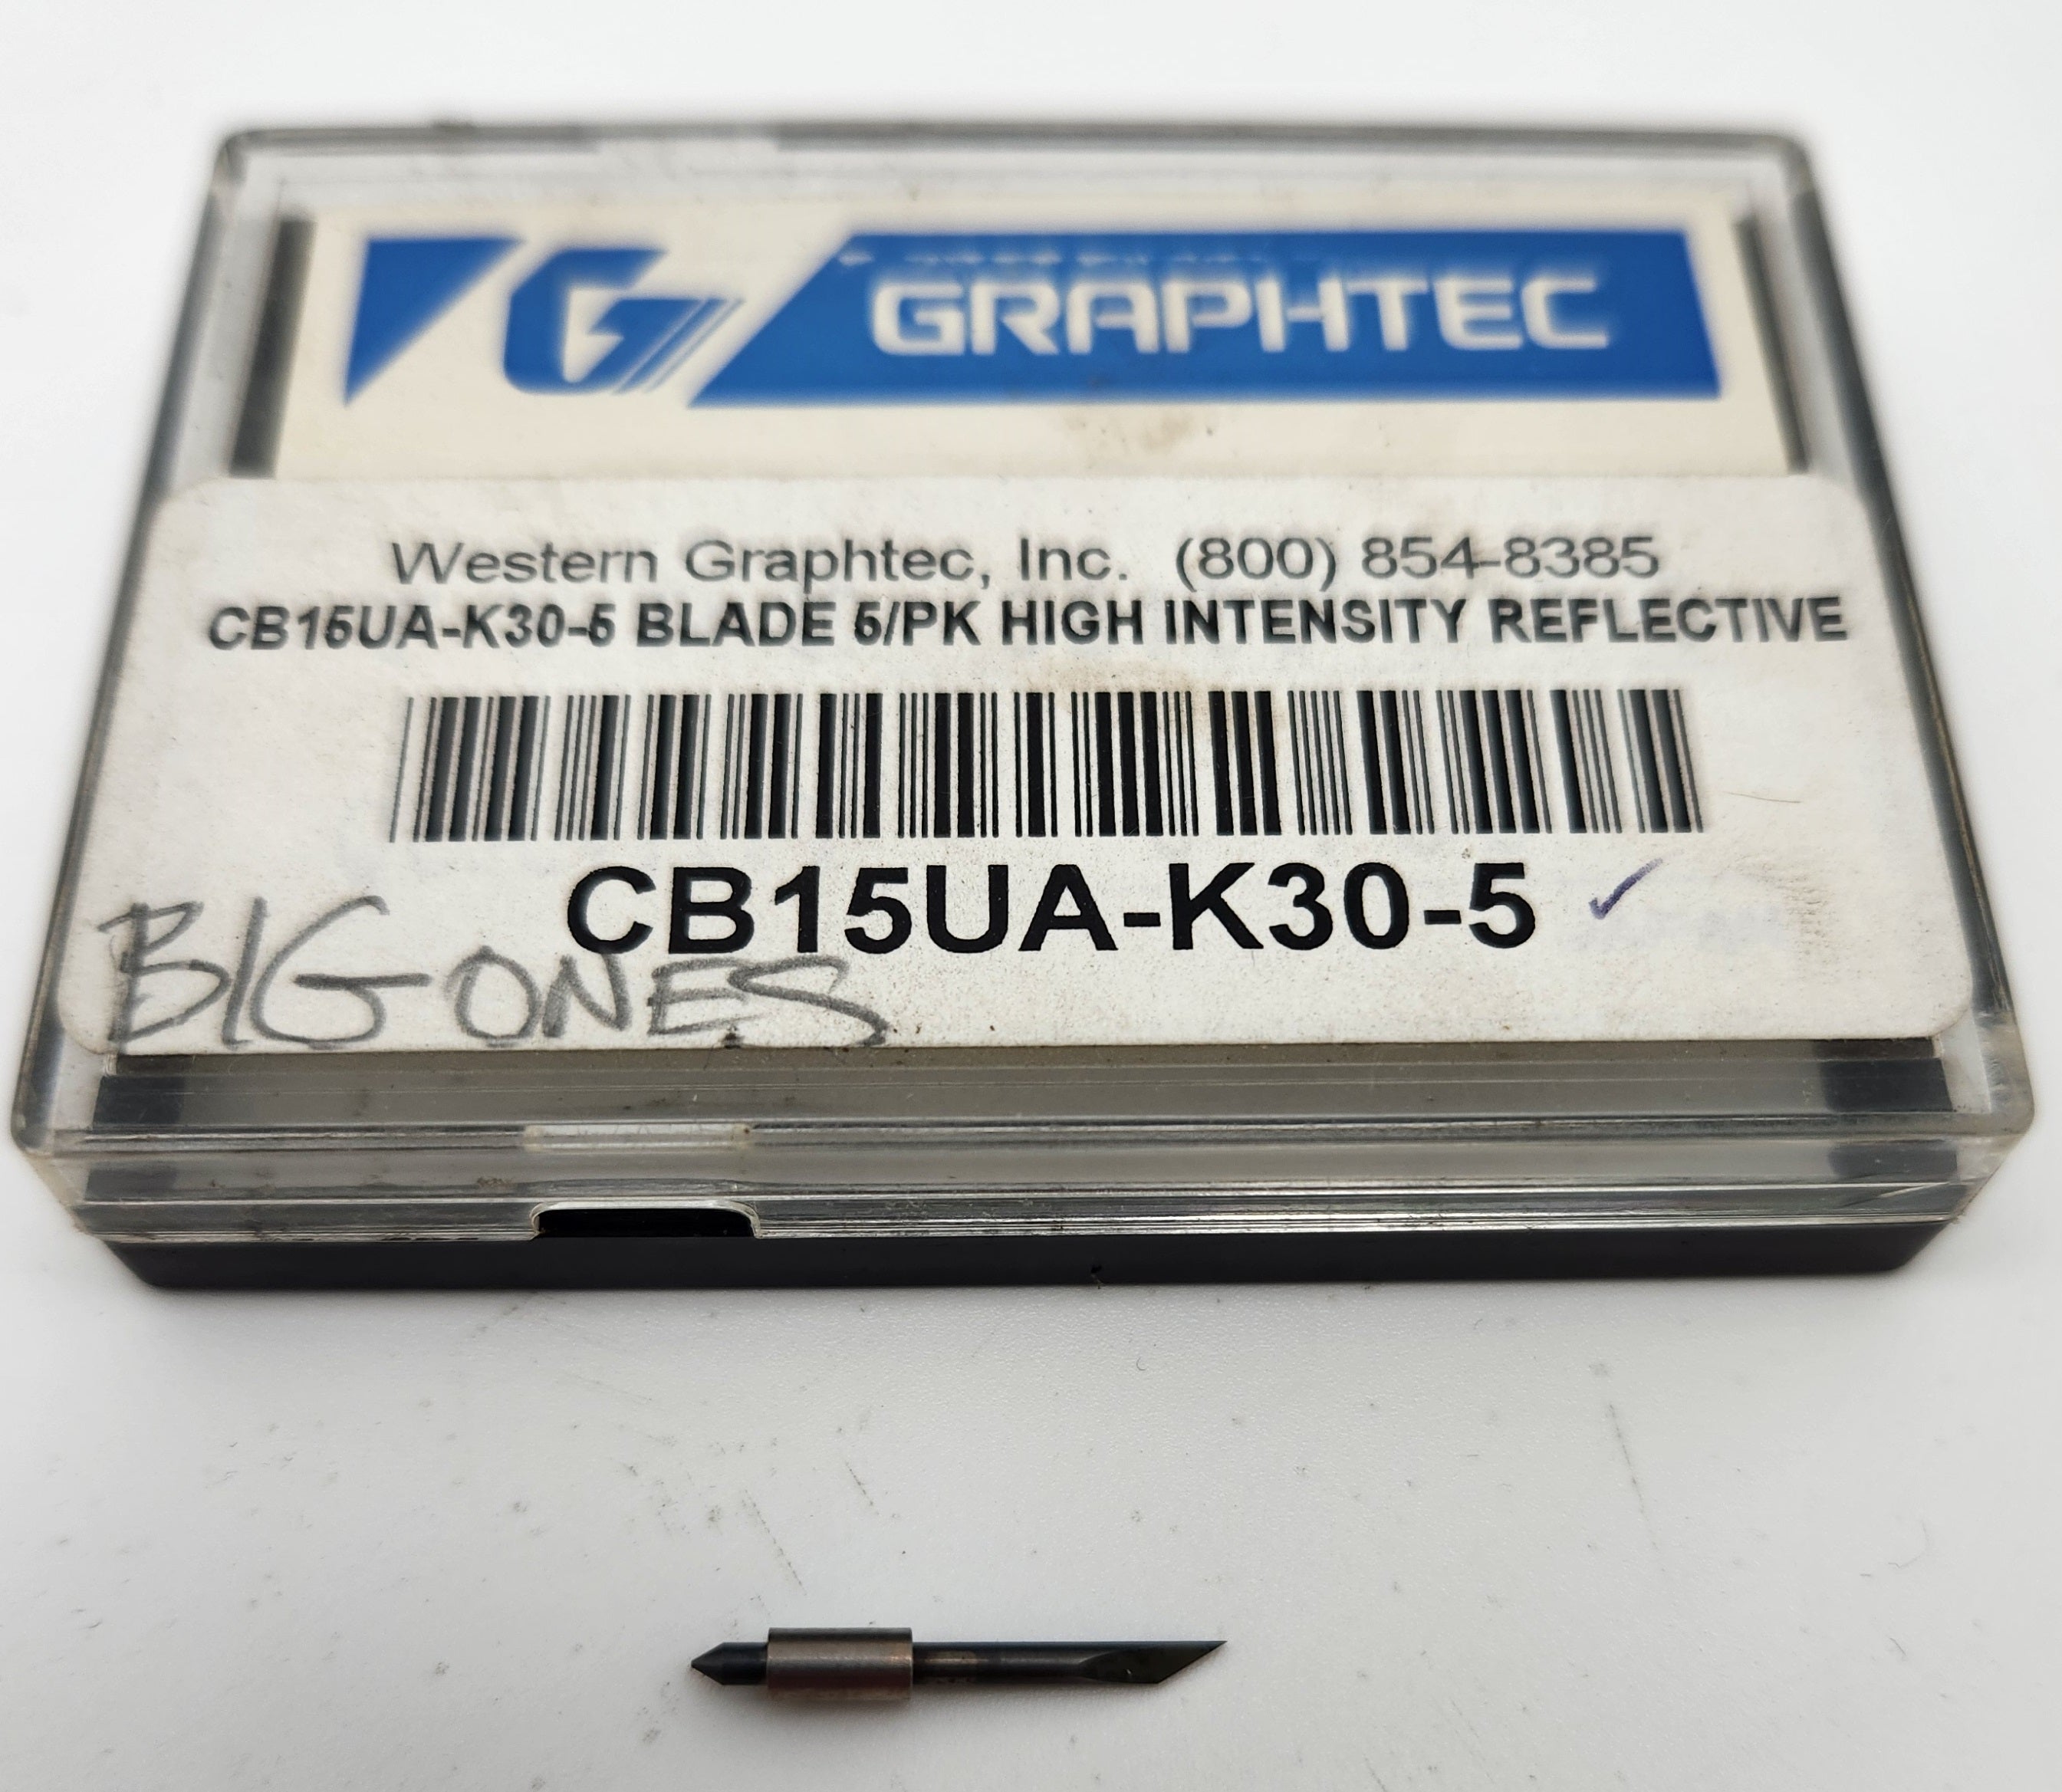 GRAPHTEC
Western Graphtec, Inc. (800) 854-8385
CB15UA-K30-5 BLADE 5/PK HIGH INTENSITY REFLECTIVE
CB15UA-K30-5
BIG ONES